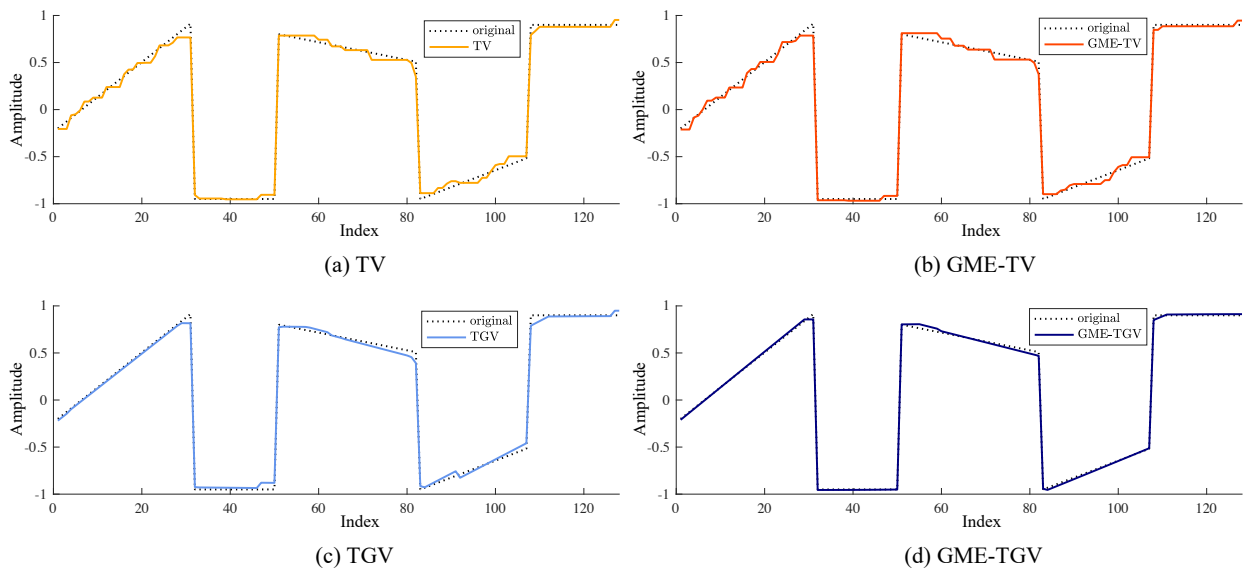 1
0.5
0
-0.5
-1
Amplitude
0 20 40 60 80 100 120
Index
original
TV
(a) TV
1
0.5
0
-0.5
-1
Amplitude
0 20 40 60 80 100 120
Index
original
GME-TV
(b) GME-TV
1
0.5
0
-0.5
-1
Amplitude
0 20 40 60 80 100 120
Index
original
TGV
(c) TGV
1
0.5
0
-0.5
-1
Amplitude
0 20 40 60 80 100 120
Index
original
GME-TGV
(d) GME-TGV